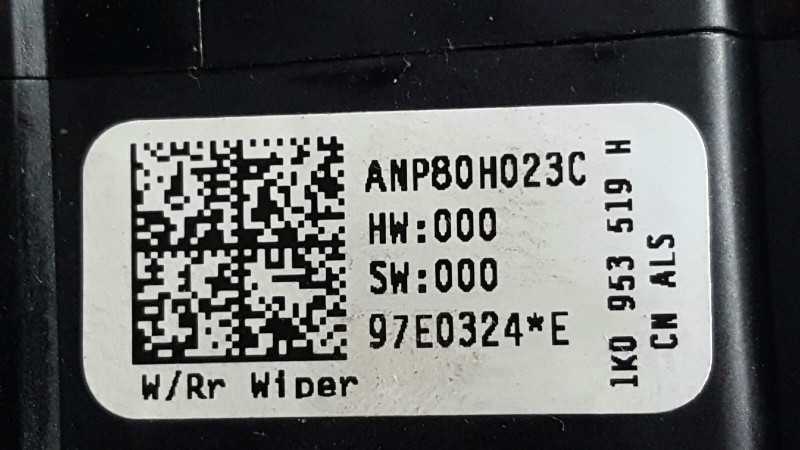 ANP80H023C
HW:000
SW:000
97E0324*E
W/Rr Wiper
1K0 953 519 H
CN ALS